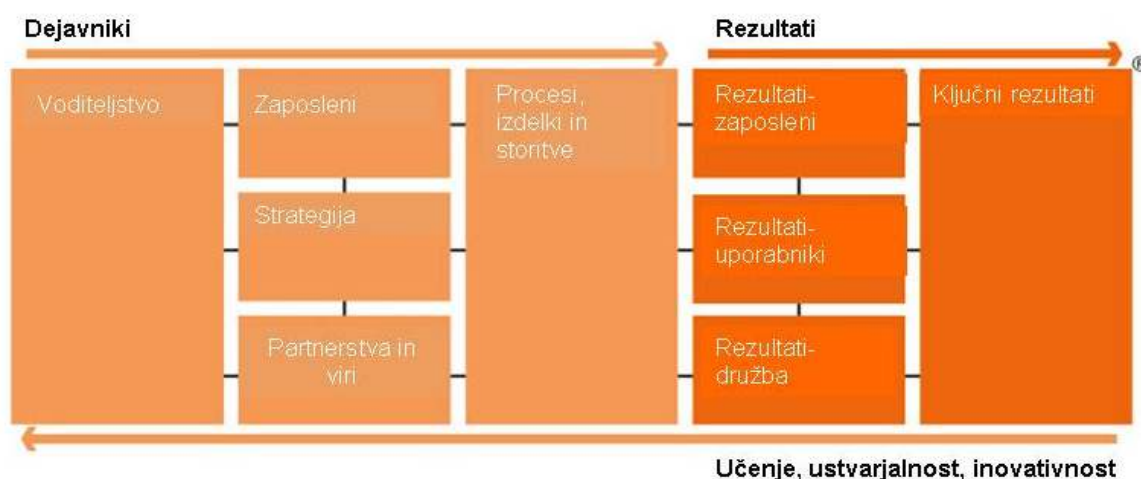 Dejavniki
Rezultati
®
Voditeljstvo
Zaposleni
Procesi,
izdelki in
storitve
Rezultati-
zaposleni
Ključni rezultati
Strategija
Rezultati-
uporabniki
Partnerstva in
viri
Rezultati-
družba
Učenje, ustvarjalnost, inovativnost